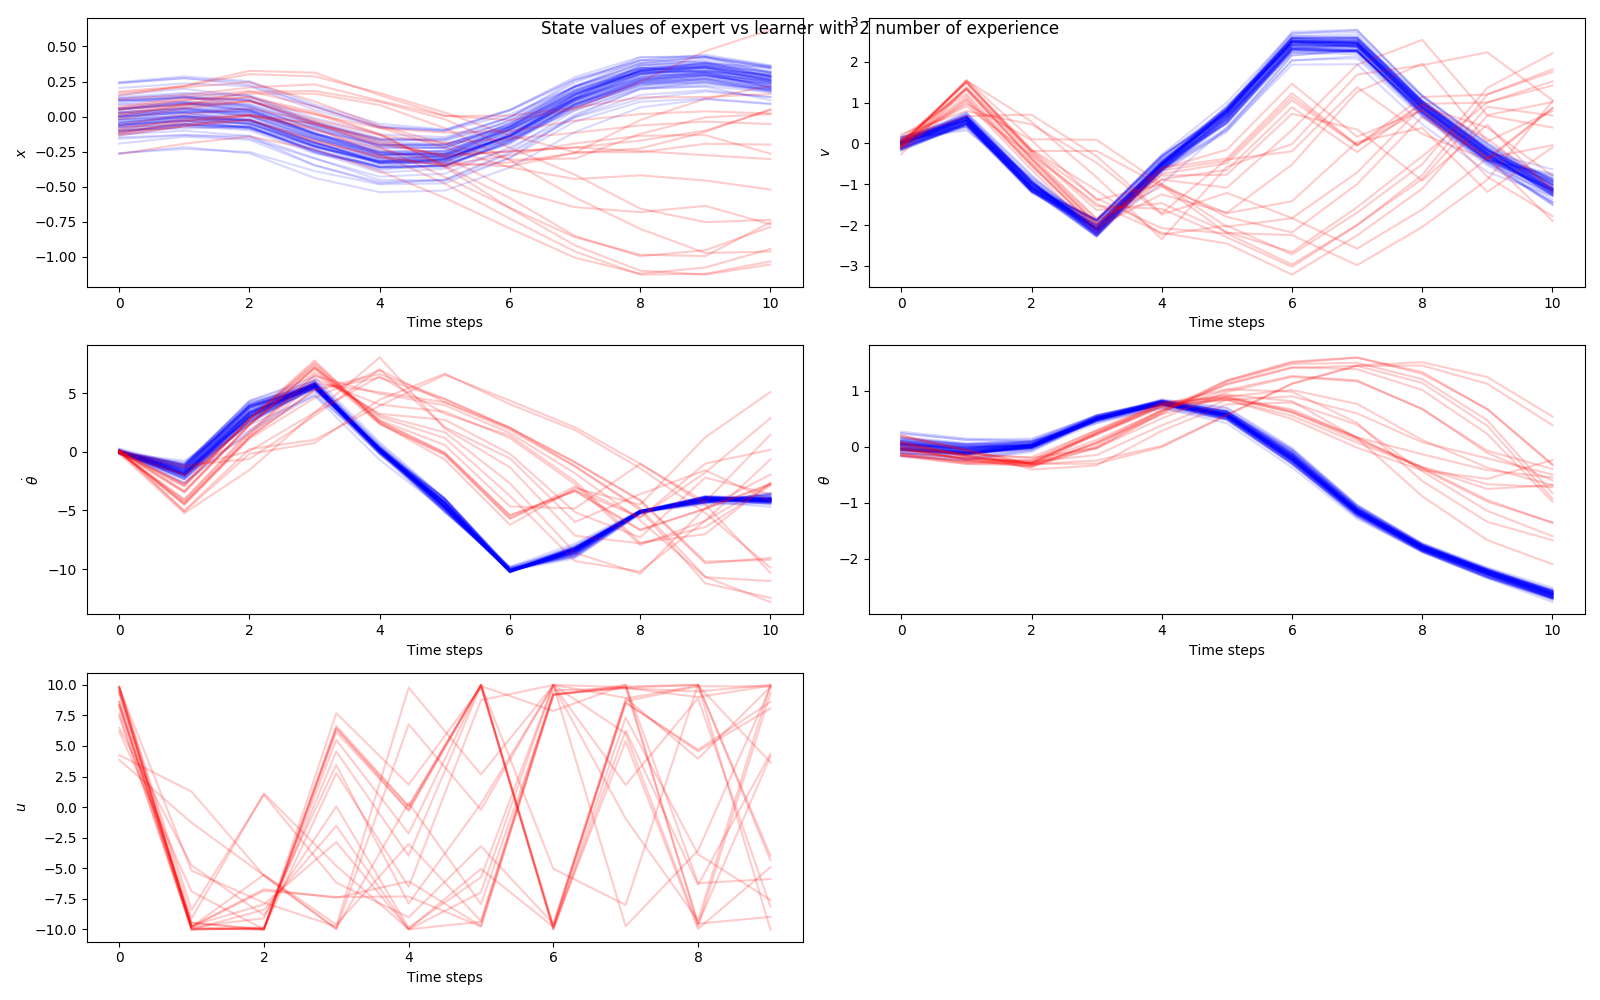 State values of expert vs learner with 2 number of experience
0.50
0.25
0.00
−0.25
−0.50
−0.75
−1.00
x
0 2 4 6 8 10
Time steps
3
2
1
0
−1
−2
−3
v
0 2 4 6 8 10
Time steps
5
0
−5
−10
θ̇
0 2 4 6 8 10
Time steps
1
0
−1
−2
θ
0 2 4 6 8 10
Time steps
10.0
7.5
5.0
2.5
0.0
−2.5
−5.0
−7.5
−10.0
u
0 2 4 6 8
Time steps